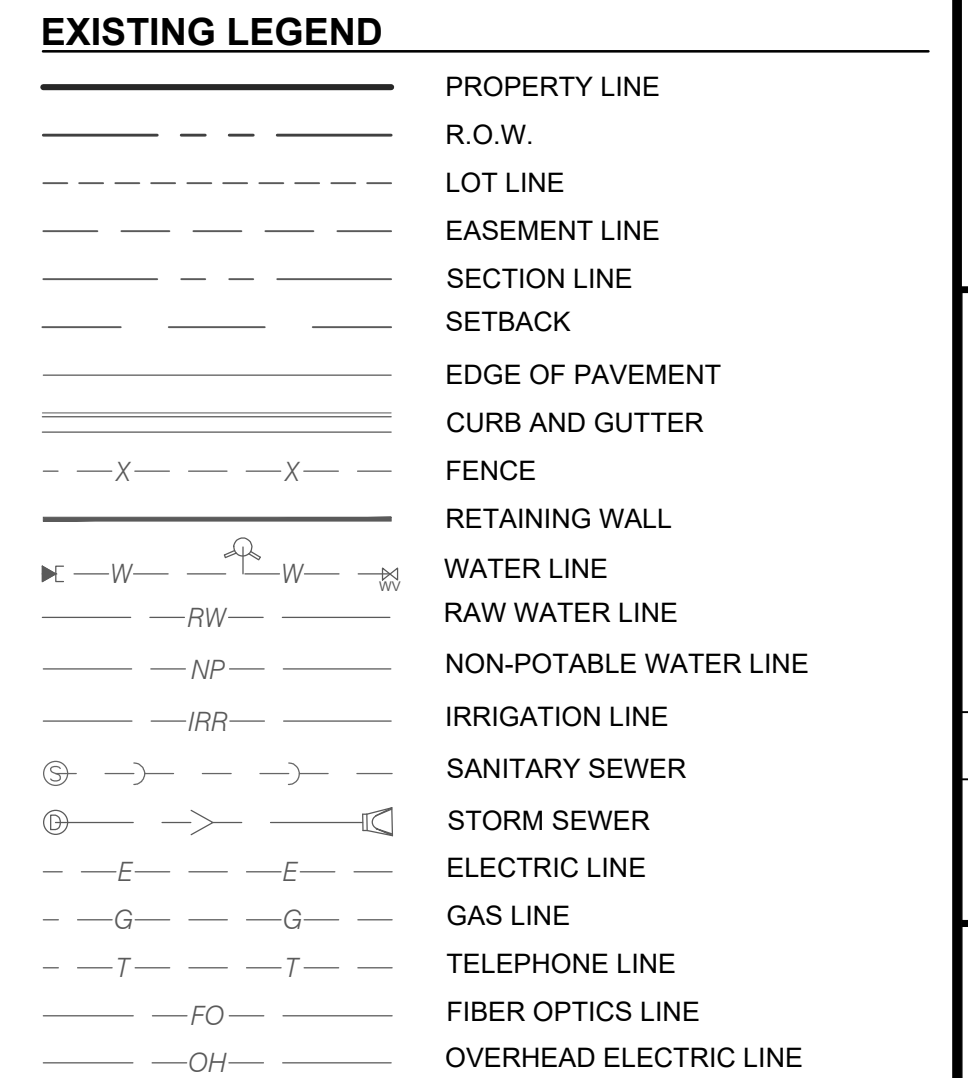 EXISTING LEGEND
PROPERTY LINE
R.O.W.
LOT LINE
EASEMENT LINE
SECTION LINE
SETBACK
EDGE OF PAVEMENT
CURB AND GUTTER
X X FENCE
RETAINING WALL
W W WV WATER LINE
RW RAW WATER LINE
NP NON-POTABLE WATER LINE
IRR IRRIGATION LINE
S SANITARY SEWER
D STORM SEWER
E E ELECTRIC LINE
G G GAS LINE
T T TELEPHONE LINE
FO FIBER OPTICS LINE
OH OVERHEAD ELECTRIC LINE